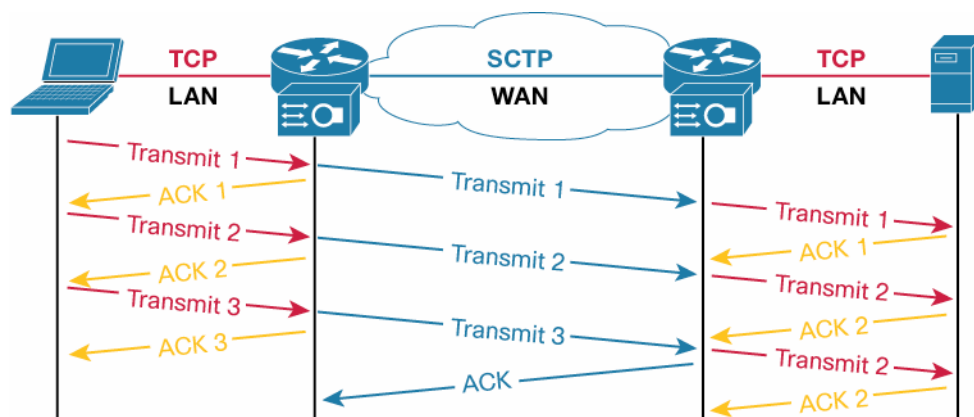 TCP SCTP TCP
LAN WAN LAN
Transmit 1
Transmit 1
ACK 1
Transmit 1
Transmit 2
ACK 1
Transmit 2
ACK 2
Transmit 2
Transmit 3
ACK 2
Transmit 3
ACK 3
Transmit 2
ACK
ACK 2